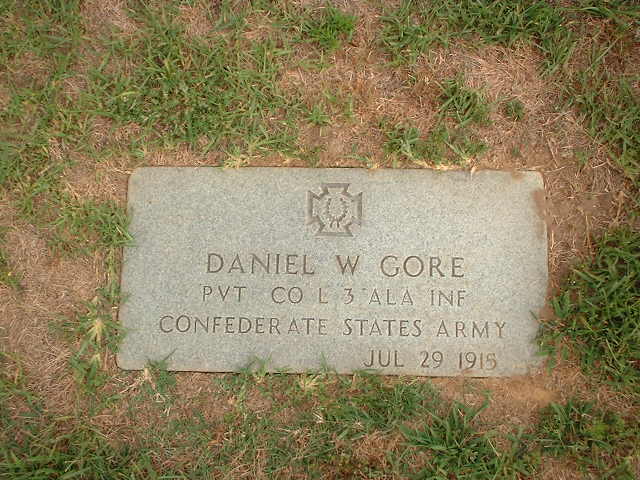 DANIEL W GORE
PVT CO L 3 ALA INF
CONFEDERATE STATES ARMY
JUL 29 1915